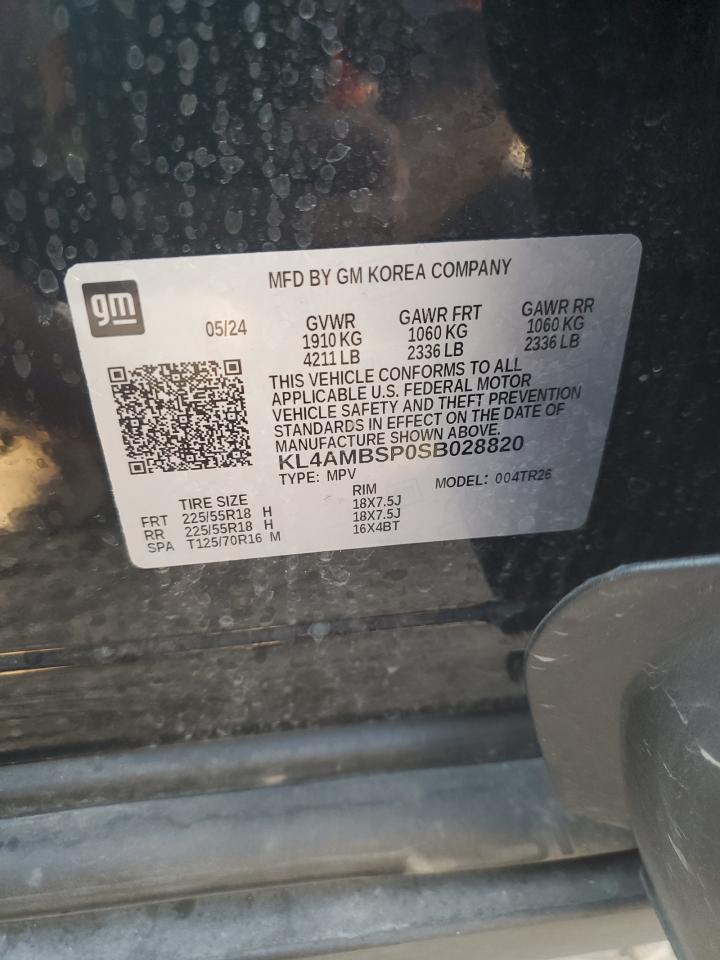 MFD BY GM KOREA COMPANY
gm
05/24
GVWR
1910 KG
4211 LB
GAWR FRT
1060 KG
2336 LB
GAWR RR
1060 KG
2336 LB
THIS VEHICLE CONFORMS TO ALL
APPLICABLE U.S. FEDERAL MOTOR
VEHICLE SAFETY AND THEFT PREVENTION
STANDARDS IN EFFECT ON THE DATE OF
MANUFACTURE SHOWN ABOVE.
KL4AMBSP0SB028820
TYPE: MPV MODEL: 004TR26
TIRE SIZE RIM
FRT 225/55R18 H 18X7.5J
RR 225/55R18 H 18X7.5J
SPA T125/70R16 M 16X4BT